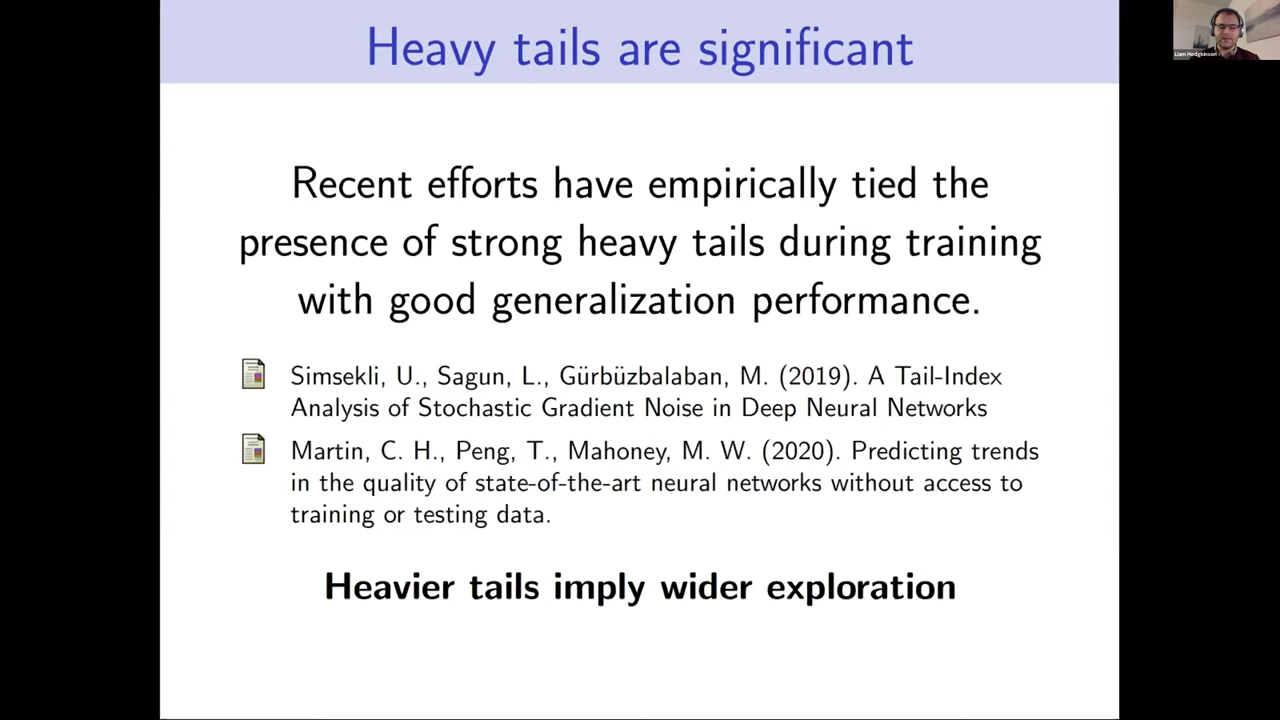 Heavy tails are significant
Liam Hodgkinson
Recent efforts have empirically tied the
presence of strong heavy tails during training
with good generalization performance.
Simsekli, U., Sagun, L., Gürbüzbalaban, M. (2019). A Tail-Index
Analysis of Stochastic Gradient Noise in Deep Neural Networks
Martin, C. H., Peng, T., Mahoney, M. W. (2020). Predicting trends
in the quality of state-of-the-art neural networks without access to
training or testing data.
Heavier tails imply wider exploration